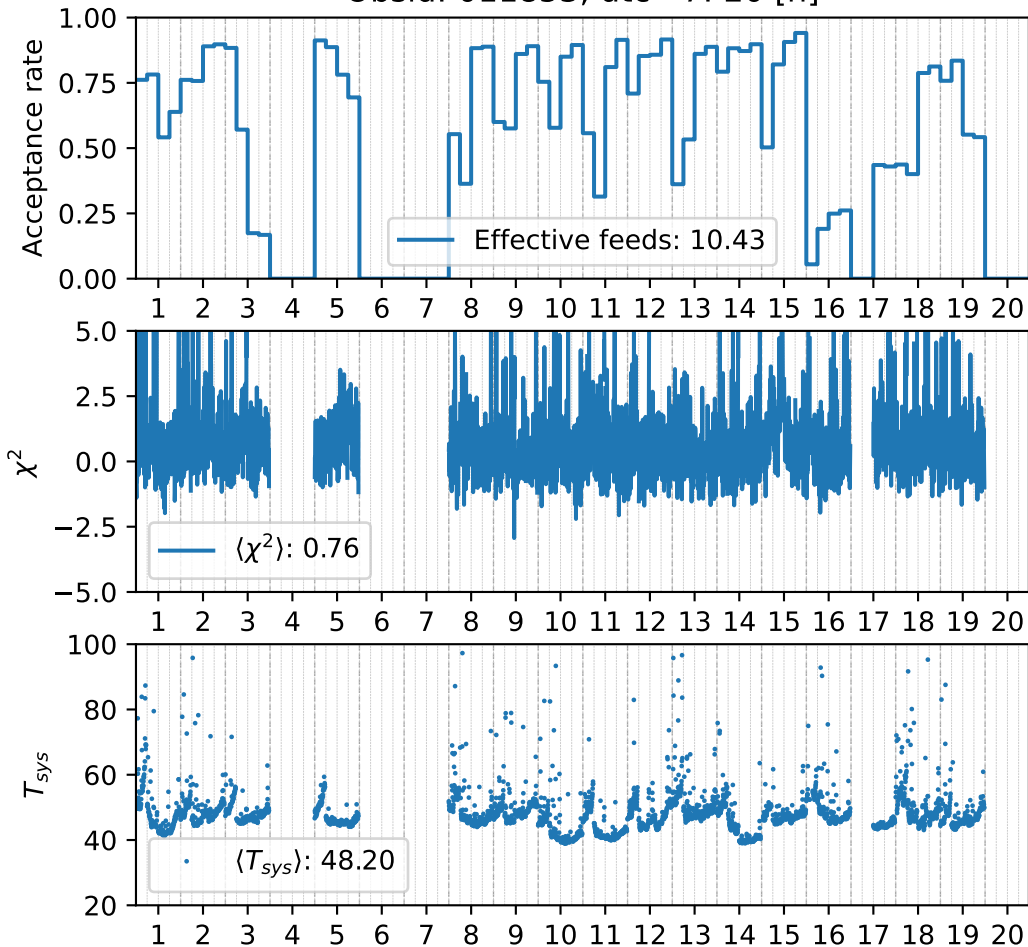 1.00
0.75
0.50
0.25
0.00
Acceptance rate
Effective feeds: 10.43
1 2 3 4 5 6 7 8 9 10 11 12 13 14 15 16 17 18 19 20
5.0
2.5
0.0
−2.5
−5.0
χ²
⟨χ²⟩: 0.76
1 2 3 4 5 6 7 8 9 10 11 12 13 14 15 16 17 18 19 20
100
80
60
40
20
T_sys
⟨T_sys⟩: 48.20
1 2 3 4 5 6 7 8 9 10 11 12 13 14 15 16 17 18 19 20